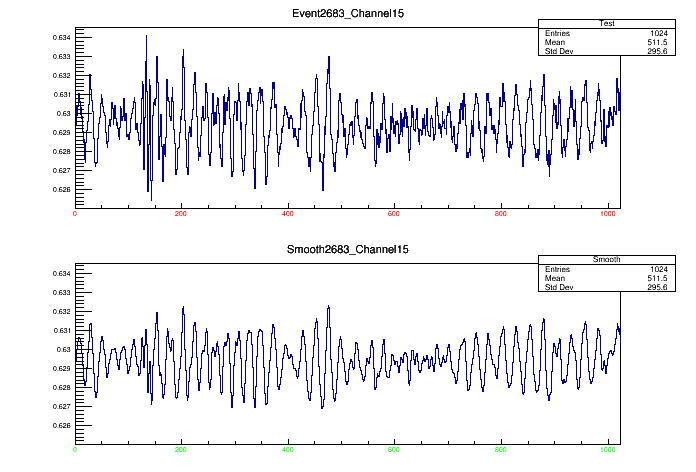 Event2683_Channel15
Test
Entries 1024
Mean 511.5
Std Dev 295.6
0.634
0.633
0.632
0.631
0.63
0.629
0.628
0.627
0.626
0 200 400 600 800 1000
Smooth2683_Channel15
Smooth
Entries 1024
Mean 511.5
Std Dev 295.6
0.634
0.633
0.632
0.631
0.63
0.629
0.628
0.627
0.626
0 200 400 600 800 1000